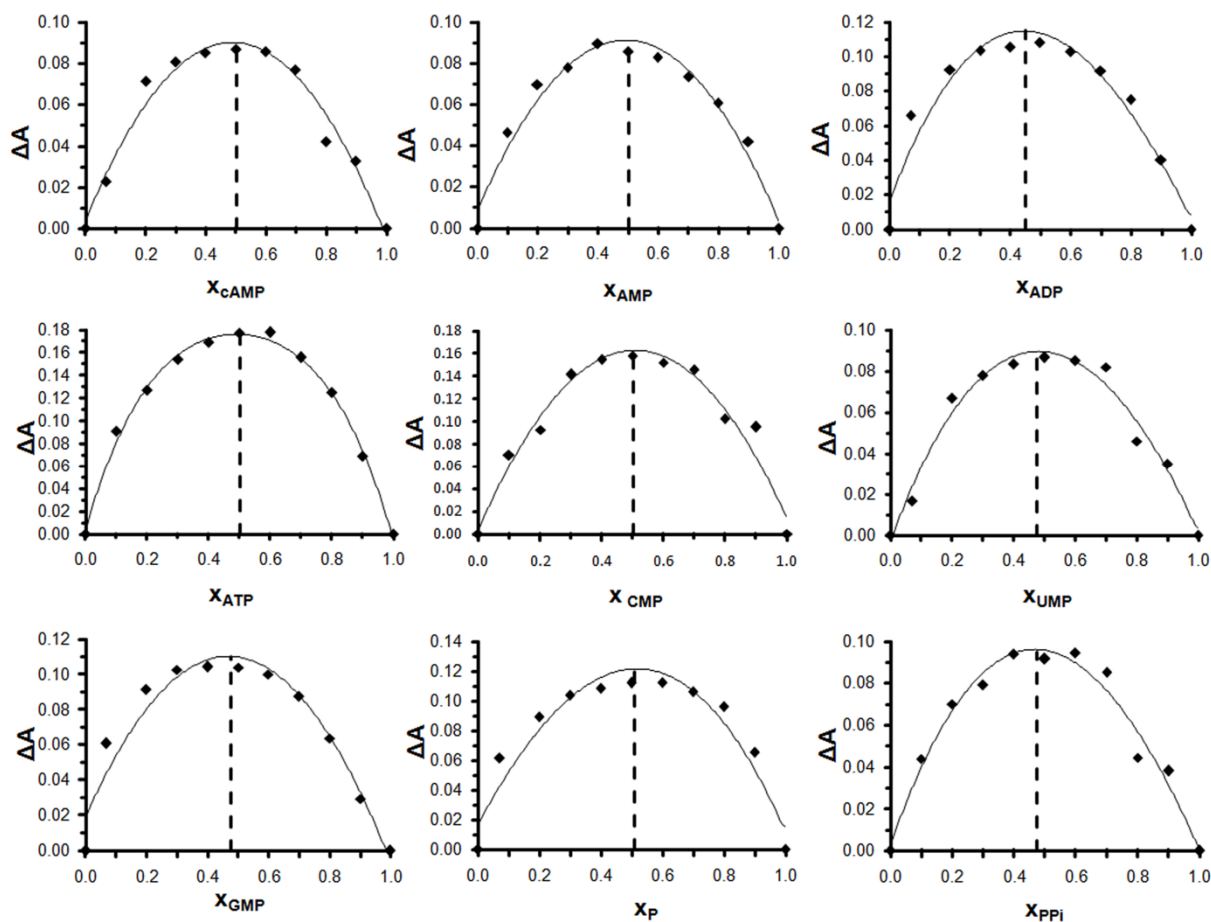 0.10 0.10 0.12
0.08 0.08 0.10
0.06 0.06 0.08
ΔA ΔA ΔA 0.06
0.04 0.04 0.04
0.02 0.02 0.02
0.00 0.00 0.00
0.0 0.2 0.4 0.6 0.8 1.0 0.0 0.2 0.4 0.6 0.8 1.0 0.0 0.2 0.4 0.6 0.8 1.0
XcAMP XAMP XADP
0.18 0.18 0.10
0.16 0.16 0.08
0.14 0.14
0.12 0.12 0.06
ΔA 0.10 ΔA 0.10 ΔA
0.08 0.08 0.04
0.06 0.06
0.04 0.04 0.02
0.02 0.02
0.00 0.00 0.00
0.0 0.2 0.4 0.6 0.8 1.0 0.0 0.2 0.4 0.6 0.8 1.0 0.0 0.2 0.4 0.6 0.8 1.0
XATP X CMP XUMP
0.12 0.14 0.10
0.10 0.12 0.08
0.08 0.10
ΔA 0.06 ΔA 0.08 ΔA 0.06
0.04 0.06 0.04
0.02 0.04 0.02
0.00 0.02 0.00
0.00
0.0 0.2 0.4 0.6 0.8 1.0 0.0 0.2 0.4 0.6 0.8 1.0 0.0 0.2 0.4 0.6 0.8 1.0
XGMP XP XPPi